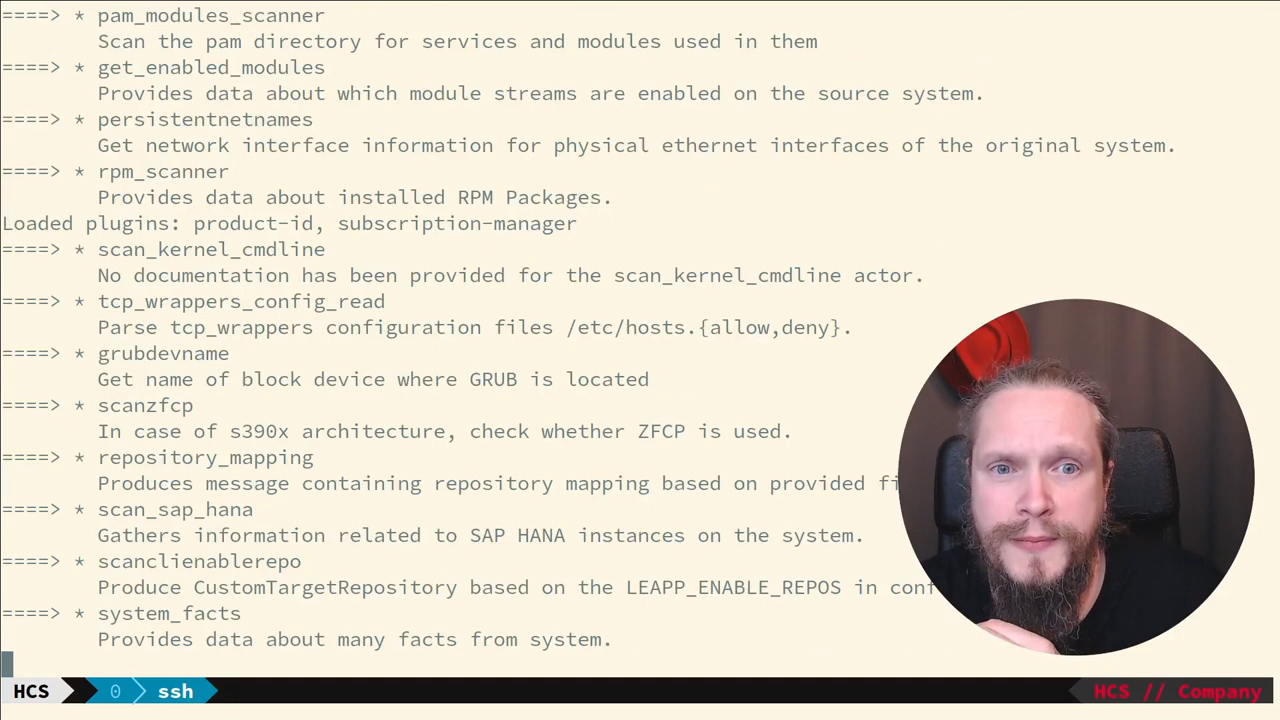 ====> * pam_modules_scanner
Scan the pam directory for services and modules used in them
====> * get_enabled_modules
Provides data about which module streams are enabled on the source system.
====> * persistentnetnames
Get network interface information for physical ethernet interfaces of the original system.
====> * rpm_scanner
Provides data about installed RPM Packages.
Loaded plugins: product-id, subscription-manager
====> * scan_kernel_cmdline
No documentation has been provided for the scan_kernel_cmdline actor.
====> * tcp_wrappers_config_read
Parse tcp_wrappers configuration files /etc/hosts.{allow,deny}.
====> * grubdevname
Get name of block device where GRUB is located
====> * scanzfcp
In case of s390x architecture, check whether ZFCP is used.
====> * repository_mapping
Produces message containing repository mapping based on provided fi
====> * scan_sap_hana
Gathers information related to SAP HANA instances on the system.
====> * scanclienablerepo
Produce CustomTargetRepository based on the LEAPP_ENABLE_REPOS in conf
====> * system_facts
Provides data about many facts from system.
HCS 0 ssh HCS // Company